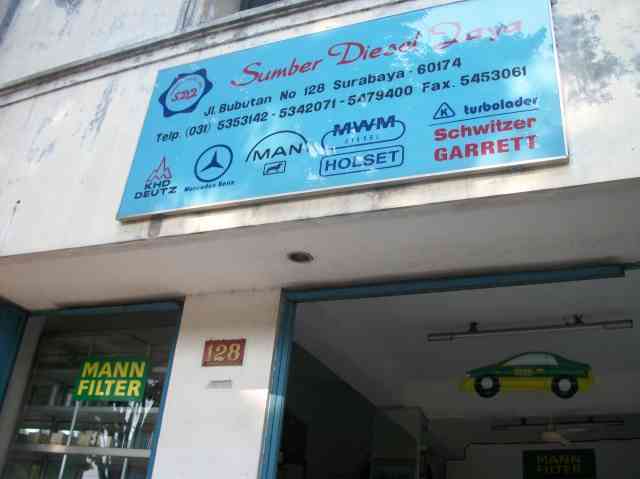 Sumber Diesel Jaya
SDJ
Jl. Bubutan No 128 Surabaya - 60174
Telp. (031) 5353142 - 5342071 - 5479400 Fax. 5453061
KHD
DEUTZ
Mercedes Benz
MAN
MWM
DIESEL
HOLSET
K turbolader
Schwitzer
GARRETT
MANN
FILTER
128
MANN
FILTER